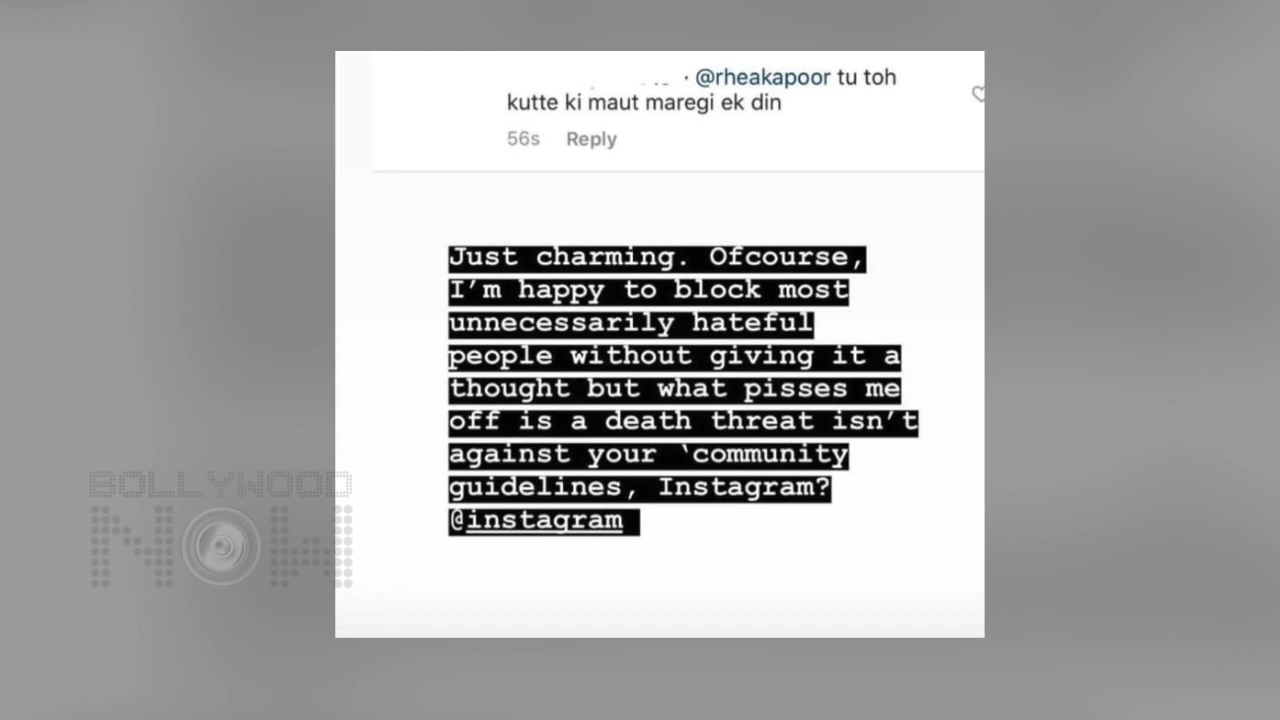 · @rheakapoor tu toh
kutte ki maut maregi ek din
56s Reply
Just charming. Ofcourse,
I'm happy to block most
unnecessarily hateful
people without giving it a
thought but what pisses me
off is a death threat isn't
against your ‘community
guidelines, Instagram?
@instagram
BOLLYWOOD
NOW